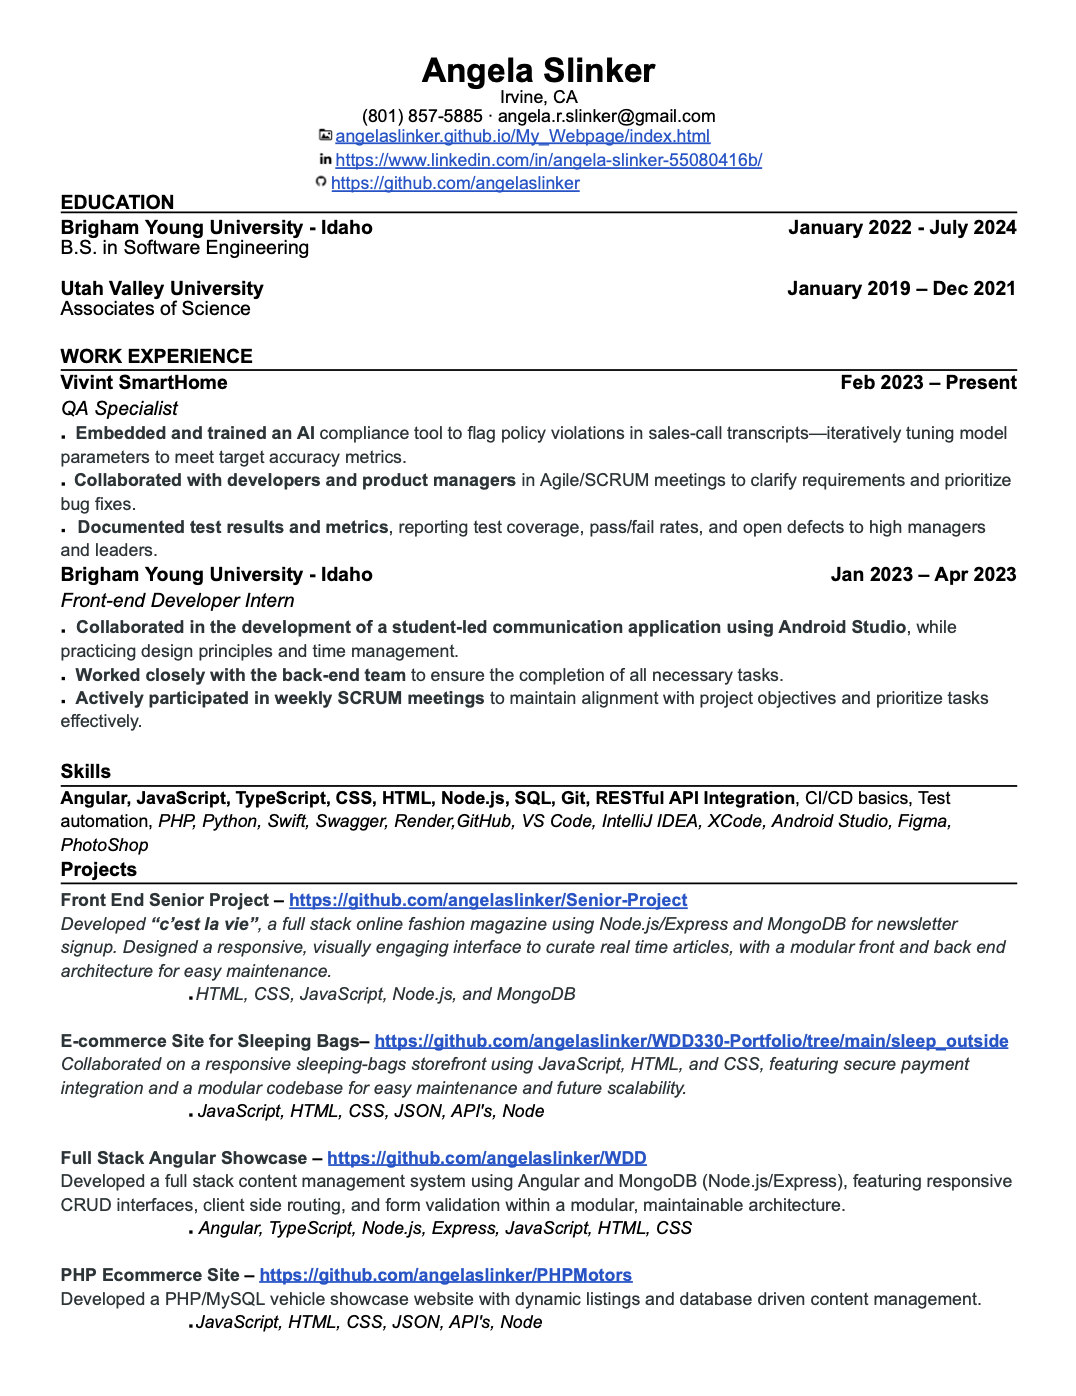 Angela Slinker
Irvine, CA
(801) 857-5885 · angela.r.slinker@gmail.com
angelaslinker.github.io/My_Webpage/index.html
https://www.linkedin.com/in/angela-slinker-55080416b/
https://github.com/angelaslinker
EDUCATION
Brigham Young University - Idaho January 2022 - July 2024
B.S. in Software Engineering
Utah Valley University January 2019 – Dec 2021
Associates of Science
WORK EXPERIENCE
Vivint SmartHome Feb 2023 – Present
QA Specialist
. Embedded and trained an AI compliance tool to flag policy violations in sales-call transcripts—iteratively tuning model
parameters to meet target accuracy metrics.
. Collaborated with developers and product managers in Agile/SCRUM meetings to clarify requirements and prioritize
bug fixes.
. Documented test results and metrics, reporting test coverage, pass/fail rates, and open defects to high managers
and leaders.
Brigham Young University - Idaho Jan 2023 – Apr 2023
Front-end Developer Intern
. Collaborated in the development of a student-led communication application using Android Studio, while
practicing design principles and time management.
. Worked closely with the back-end team to ensure the completion of all necessary tasks.
. Actively participated in weekly SCRUM meetings to maintain alignment with project objectives and prioritize tasks
effectively.
Skills
Angular, JavaScript, TypeScript, CSS, HTML, Node.js, SQL, Git, RESTful API Integration, CI/CD basics, Test
automation, PHP, Python, Swift, Swagger, Render,GitHub, VS Code, IntelliJ IDEA, XCode, Android Studio, Figma,
PhotoShop
Projects
Front End Senior Project – https://github.com/angelaslinker/Senior-Project
Developed “c’est la vie”, a full stack online fashion magazine using Node.js/Express and MongoDB for newsletter
signup. Designed a responsive, visually engaging interface to curate real time articles, with a modular front and back end
architecture for easy maintenance.
. HTML, CSS, JavaScript, Node.js, and MongoDB
E-commerce Site for Sleeping Bags– https://github.com/angelaslinker/WDD330-Portfolio/tree/main/sleep_outside
Collaborated on a responsive sleeping-bags storefront using JavaScript, HTML, and CSS, featuring secure payment
integration and a modular codebase for easy maintenance and future scalability.
. JavaScript, HTML, CSS, JSON, API's, Node
Full Stack Angular Showcase – https://github.com/angelaslinker/WDD
Developed a full stack content management system using Angular and MongoDB (Node.js/Express), featuring responsive
CRUD interfaces, client side routing, and form validation within a modular, maintainable architecture.
. Angular, TypeScript, Node.js, Express, JavaScript, HTML, CSS
PHP Ecommerce Site – https://github.com/angelaslinker/PHPMotors
Developed a PHP/MySQL vehicle showcase website with dynamic listings and database driven content management.
. JavaScript, HTML, CSS, JSON, API's, Node